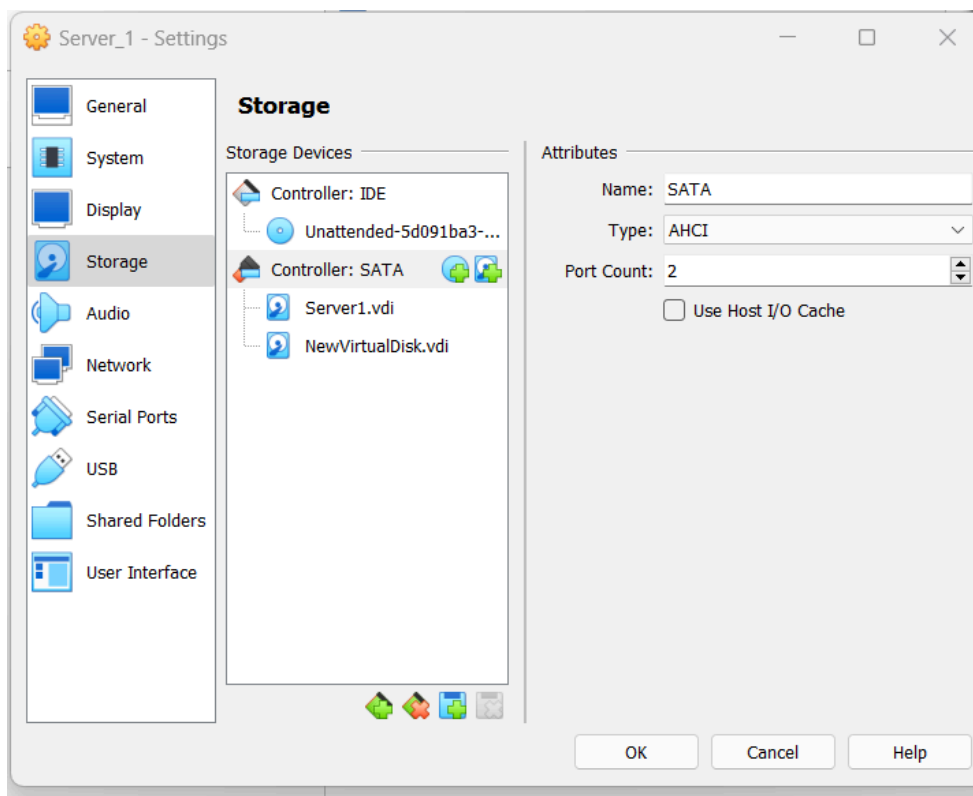 Server_1 - Settings
General
System
Display
Storage
Audio
Network
Serial Ports
USB
Shared Folders
User Interface
Storage
Storage Devices
Controller: IDE
Unattended-5d091ba3-...
Controller: SATA
Server1.vdi
NewVirtualDisk.vdi
Attributes
Name: SATA
Type: AHCI
Port Count: 2
Use Host I/O Cache
OK
Cancel
Help